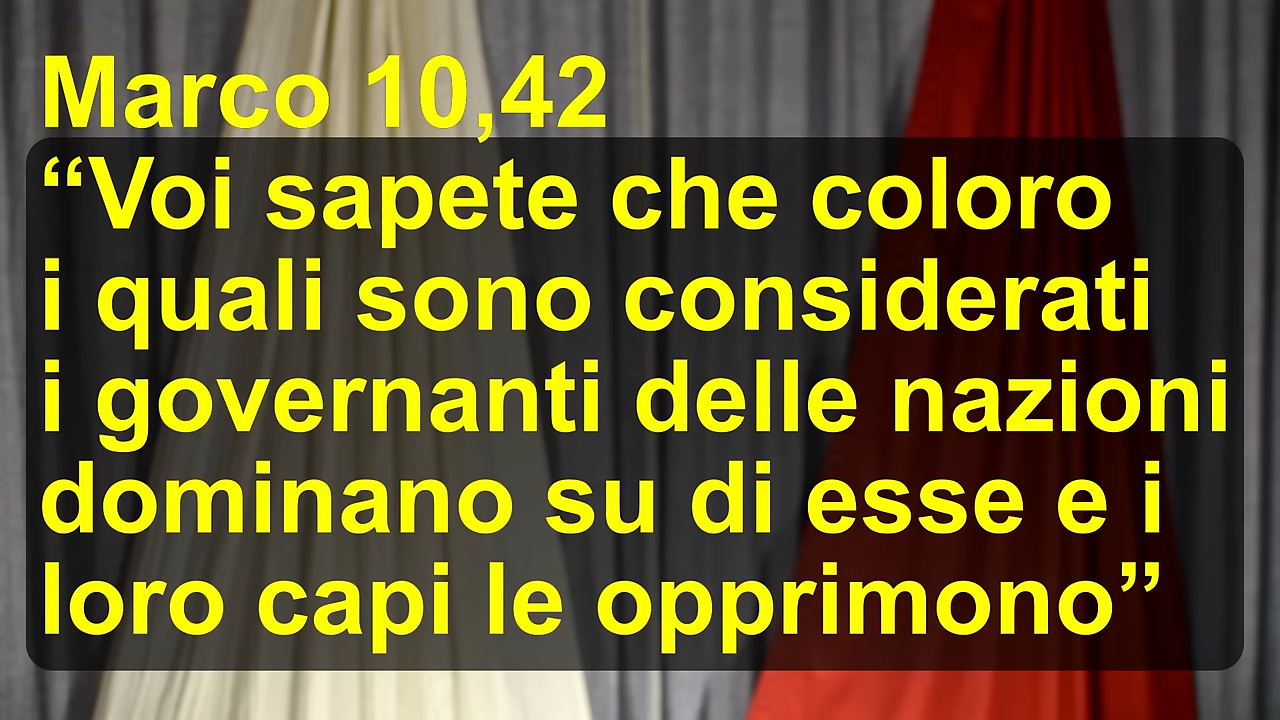 Marco 10,42
“Voi sapete che coloro
i quali sono considerati
i governanti delle nazioni
dominano su di esse e i
loro capi le opprimono”